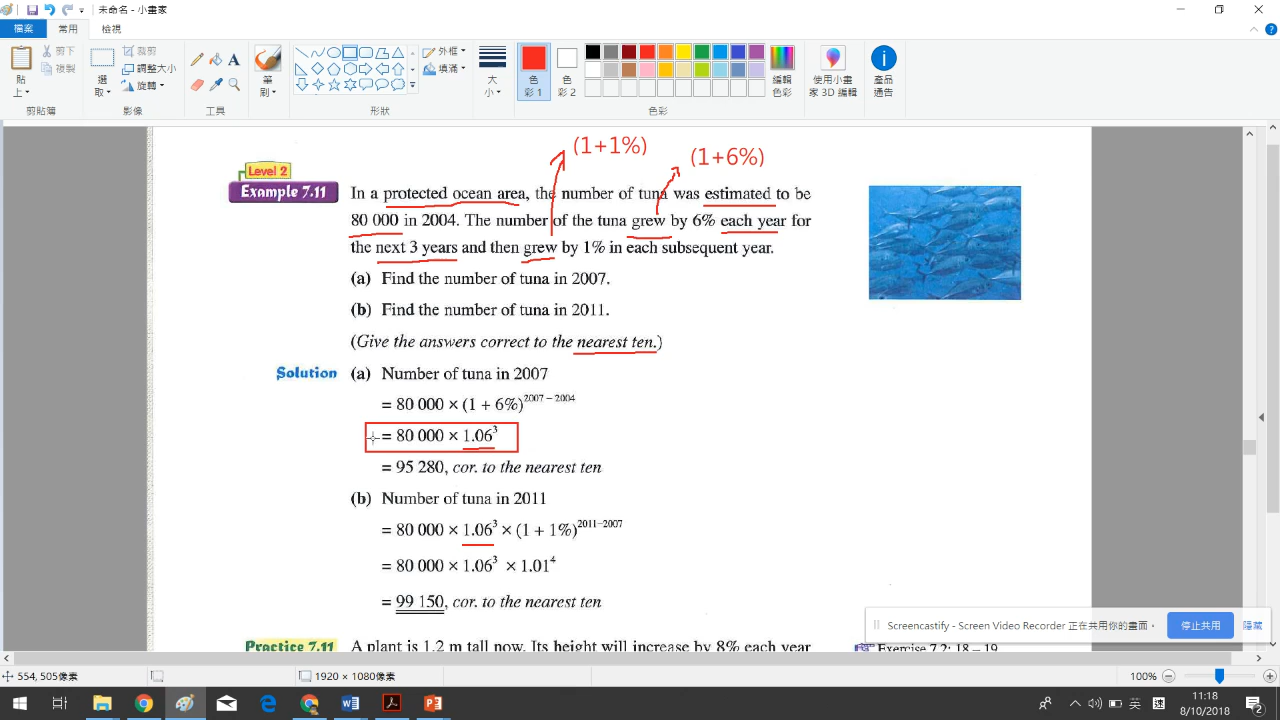 未命名 - 小畫家
檔案
常用
檢視
貼上
剪下
複製
剪貼簿
選取
裁剪
調整大小
旋轉
影像
A
工具
筆刷
外框
填滿
形狀
大小
色彩 1
色彩 2
編輯色彩
色彩
使用小畫家 3D 編輯
產品通告
(1+1%)
(1+6%)
Level 2
Example 7.11
In a protected ocean area, the number of tuna was estimated to be
80 000 in 2004. The number of the tuna grew by 6% each year for
the next 3 years and then grew by 1% in each subsequent year.
(a) Find the number of tuna in 2007.
(b) Find the number of tuna in 2011.
(Give the answers correct to the nearest ten.)
Solution (a) Number of tuna in 2007
= 80 000 × (1 + 6%)^2007 – 2004
= 80 000 × 1.06³
= 95 280, cor. to the nearest ten
(b) Number of tuna in 2011
= 80 000 × 1.06³ × (1 + 1%)^2011–2007
= 80 000 × 1.06³ × 1.01⁴
= 99 150, cor. to the nearest ten
Practice 7.11 A plant is 1.2 m tall now. Its height will increase by 8% each year
Exercise 7.2: 18 – 19
Screencastify - Screen Video Recorder 正在共用你的畫面。
停止共用
隱藏
554, 505像素
1920 × 1080像素
100%
英
11:18
8/10/2018
2